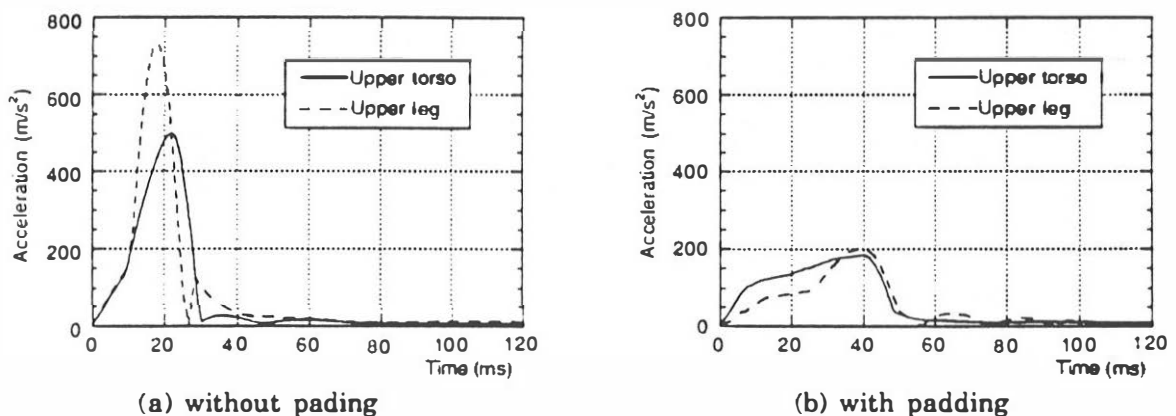 800
600
400
200
0
Acceleration (m/s²)
Upper torso
Upper leg
0 20 40 60 80 100 120
Time (ms)
(a) without pading
800
600
400
200
0
Acceleration (m/s²)
Upper torso
Upper leg
0 20 40 60 80 100 120
Time (ms)
(b) with padding